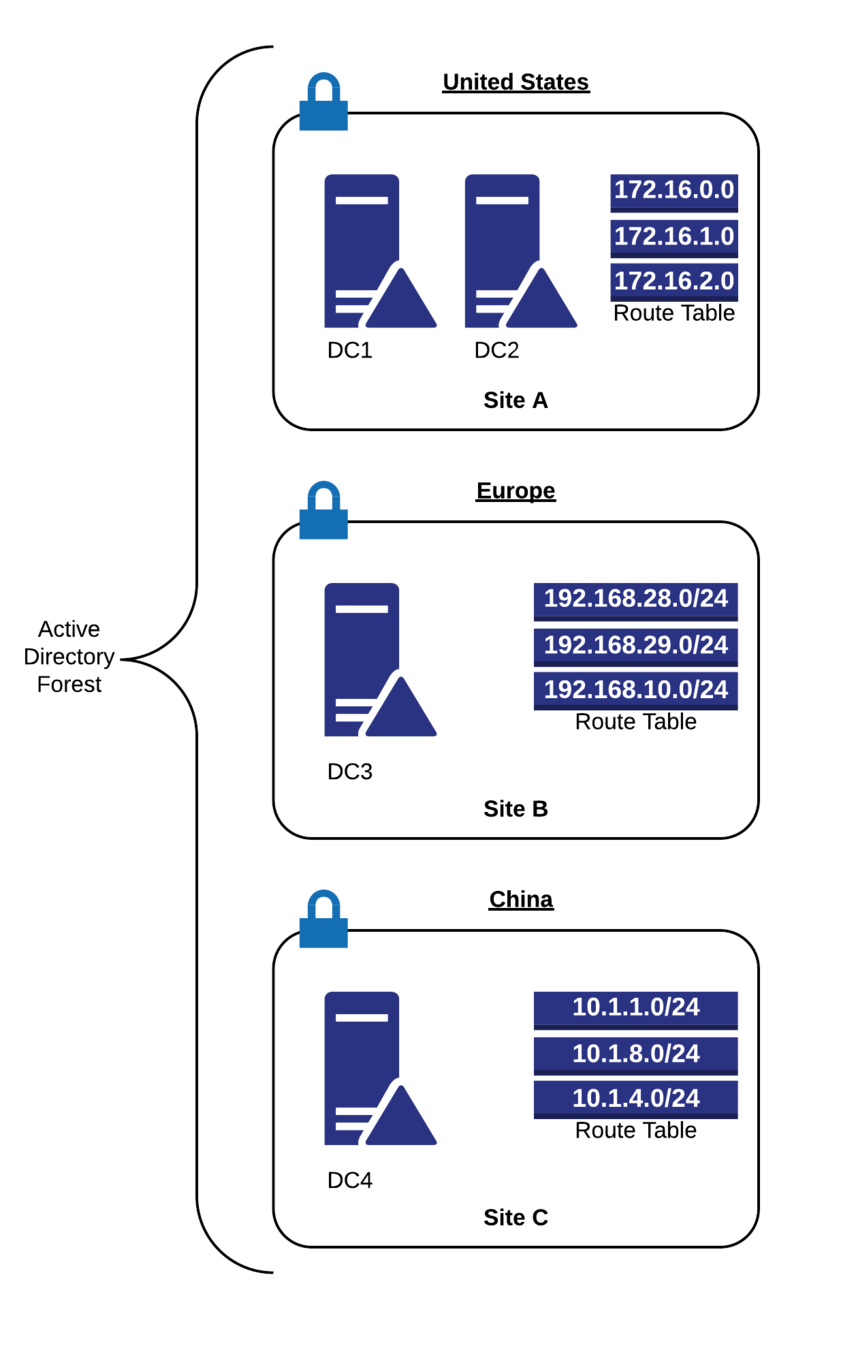 United States
172.16.0.0
172.16.1.0
172.16.2.0
Route Table
DC1
DC2
Site A
Europe
192.168.28.0/24
192.168.29.0/24
192.168.10.0/24
Route Table
DC3
Site B
Active
Directory
Forest
China
10.1.1.0/24
10.1.8.0/24
10.1.4.0/24
Route Table
DC4
Site C